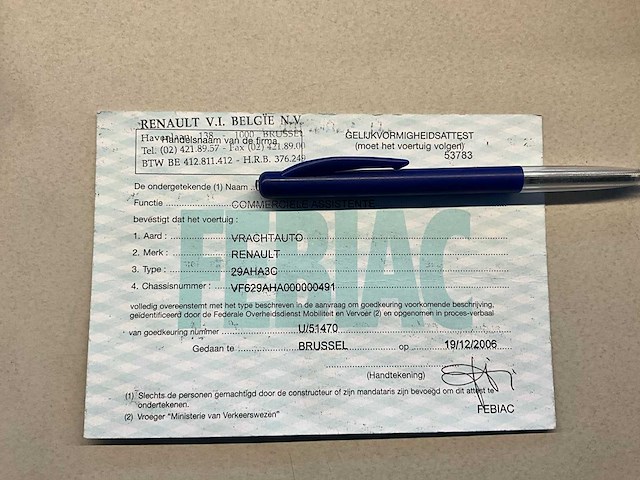 RENAULT V.I. BELGÏE N.V.
Havenlaan 138 - 1000 BRUSSEL
Handelsnaam van de firma
Tel. (02) 421.89.57 - Fax (02) 421.89.00
BTW BE 412.811.412 - H.R.B. 376.248
GELIJKVORMIGHEIDSATTEST
(moet het voertuig volgen)
53783
De ondergetekende (1) Naam
Functie COMMERCIELE ASSISTENTE
bevestigt dat het voertuig :
1. Aard : VRACHTAUTO
2. Merk : RENAULT
3. Type : 29AHA3C
4. Chassisnummer : VF629AHA000000491
FEBIAC
volledig overeenstemt met het type beschreven in de aanvraag om goedkeuring voorkomende beschrijving,
geïdentificeerd door de Federale Overheidsdienst Mobiliteit en Vervoer (2) en opgenomen in proces-verbaal
van goedkeuring nummer U/51470
Gedaan te BRUSSEL op 19/12/2006
(Handtekening)
(1) Slechts de personen gemachtigd door de constructeur of zijn mandataris zijn bevoegd om dit attest te
ondertekenen.
FEBIAC
(2) Vroeger "Ministerie van Verkeerswezen"